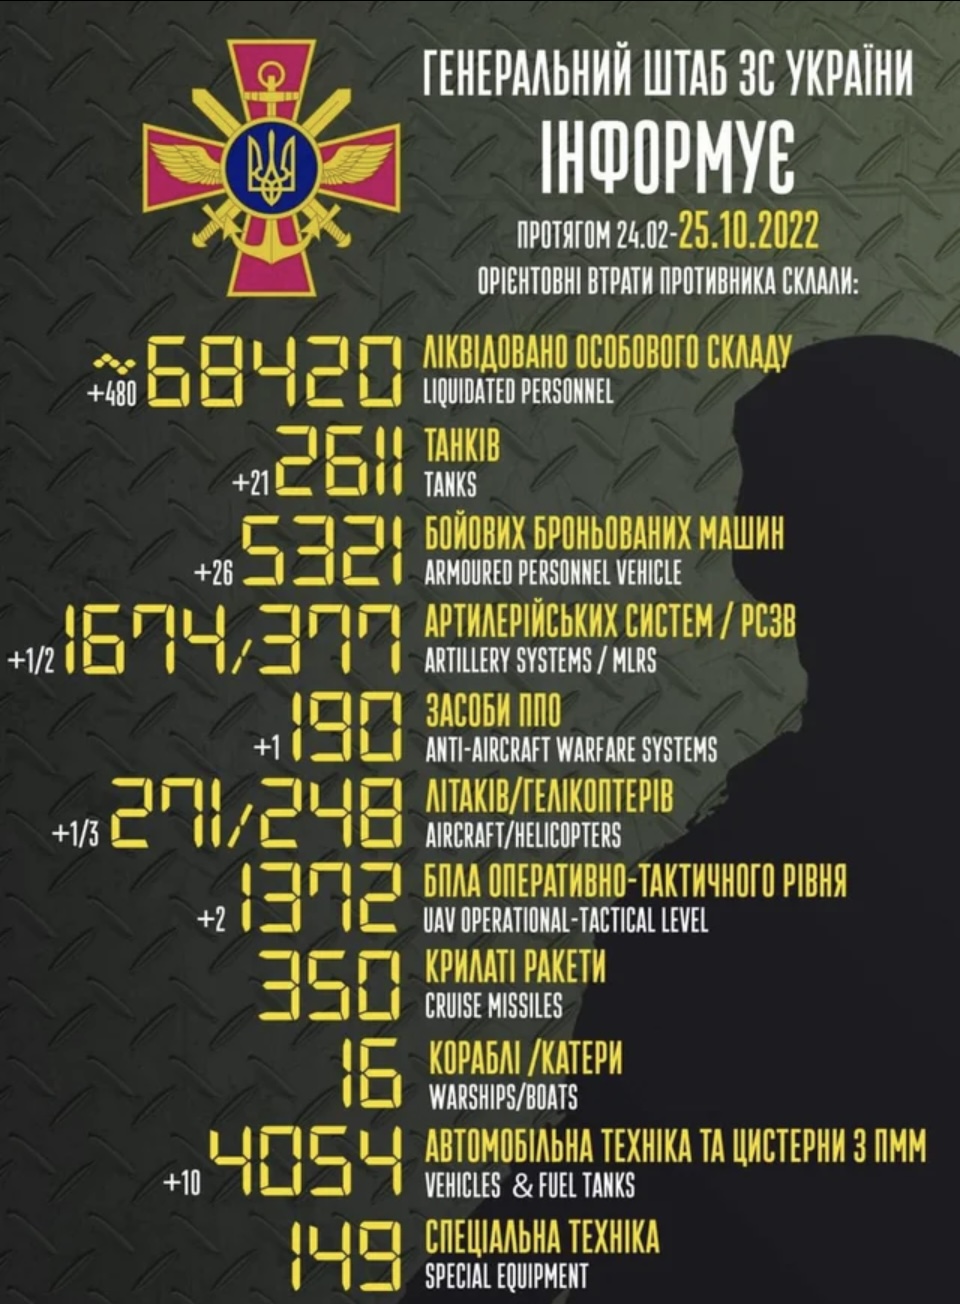 ГЕНЕРАЛЬНИЙ ШТАБ ЗС УКРАЇНИ
ІНФОРМУЄ
ПРОТЯГОМ 24.02-25.10.2022
ОРІЄНТОВНІ ВТРАТИ ПРОТИВНИКА СКЛАЛИ:
+480 ~68420 ЛІКВІДОВАНО ОСОБОВОГО СКЛАДУ
LIQUIDATED PERSONNEL
+21 2611 ТАНКІВ
TANKS
+26 5321 БОЙОВИХ БРОНЬОВАНИХ МАШИН
ARMOURED PERSONNEL VEHICLE
+1/2 1674/377 АРТИЛЕРІЙСЬКИХ СИСТЕМ / РСЗВ
ARTILLERY SYSTEMS / MLRS
+1 190 ЗАСОБИ ППО
ANTI-AIRCRAFT WARFARE SYSTEMS
+1/3 271/248 ЛІТАКІВ/ГЕЛІКОПТЕРІВ
AIRCRAFT/HELICOPTERS
+2 1372 БПЛА ОПЕРАТИВНО-ТАКТИЧНОГО РІВНЯ
UAV OPERATIONAL-TACTICAL LEVEL
350 КРИЛАТІ РАКЕТИ
CRUISE MISSILES
16 КОРАБЛІ /КАТЕРИ
WARSHIPS/BOATS
+10 4054 АВТОМОБІЛЬНА ТЕХНІКА ТА ЦИСТЕРНИ З ПММ
VEHICLES & FUEL TANKS
149 СПЕЦІАЛЬНА ТЕХНІКА
SPECIAL EQUIPMENT